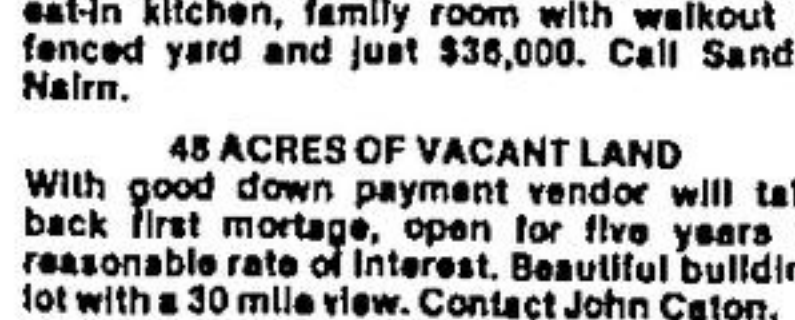 eat-in kitchen, family room with walkout
fenced yard and just $36,000. Call Sand
Nairn.
48 ACRES OF VACANT LAND
With good down payment vendor will ta
back first mortage, open for five years
reasonable rate of interest. Beautiful buildin
lot with a 30 mile view. Contact John Caton.